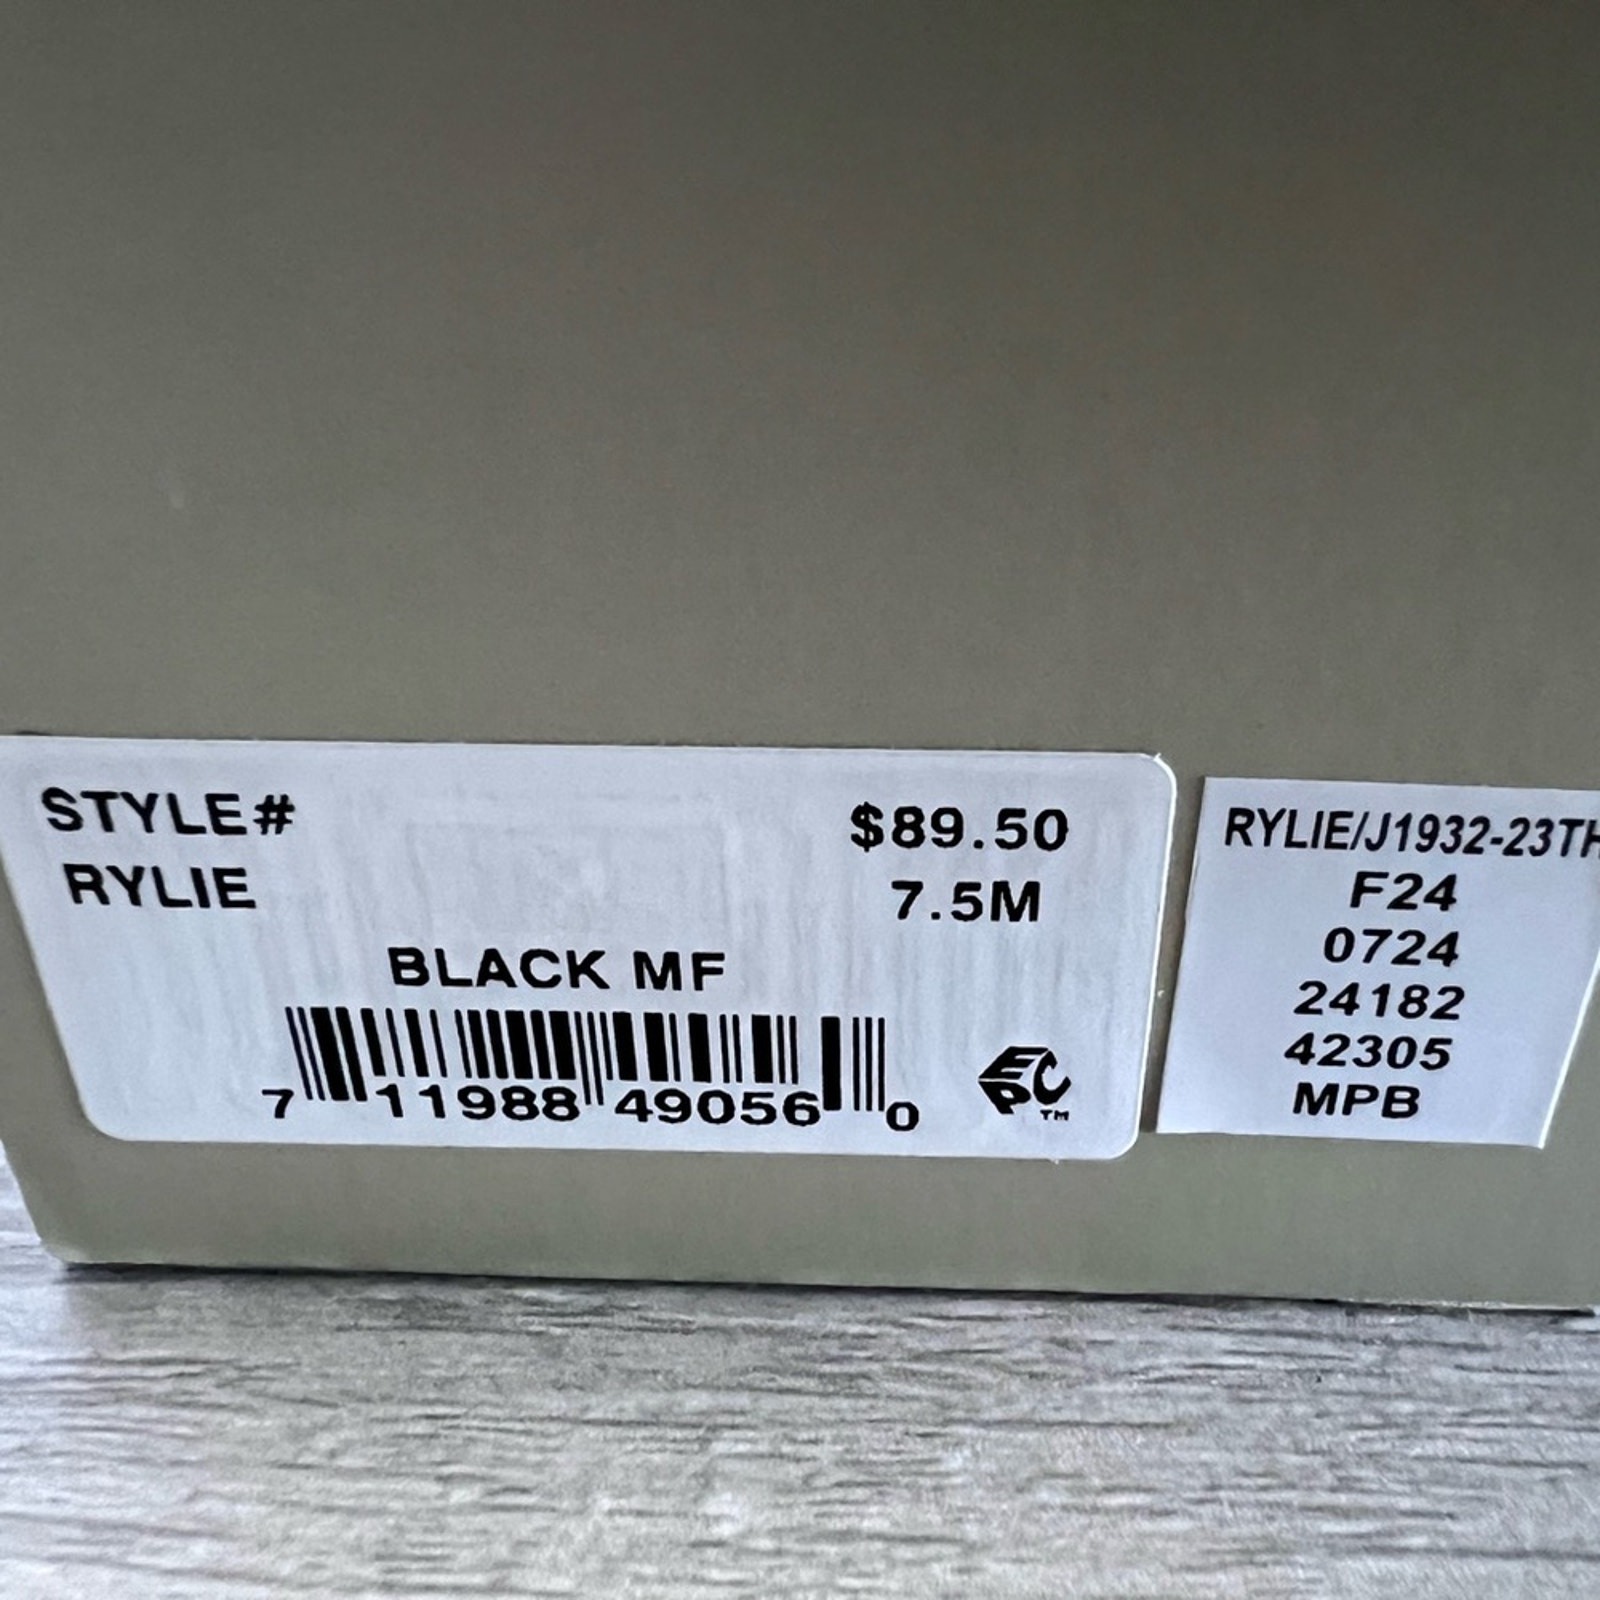 STYLE# $89.50
RYLIE 7.5M
BLACK MF
7 11988 49056 0
EPC™
RYLIE/J1932-23TH
F24
0724
24182
42305
MPB